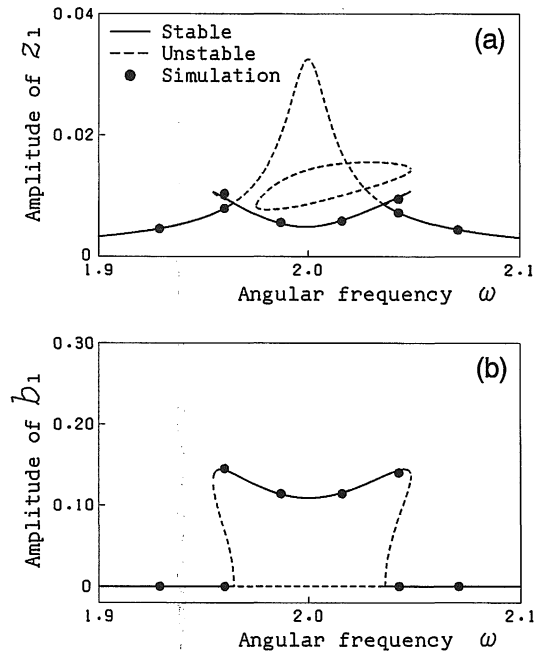 0.04
Stable
Unstable
Simulation
(a)
Amplitude of z1
0.02
0
1.9
2.0
2.1
Angular frequency ω
0.30
(b)
Amplitude of b1
0.20
0.10
0
1.9
2.0
2.1
Angular frequency ω